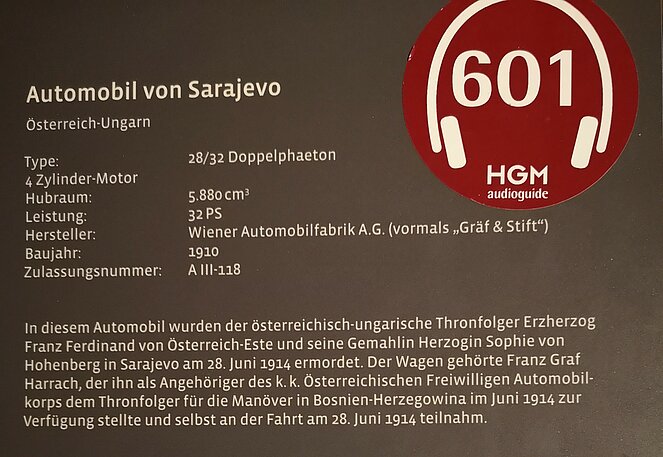 601
HGM
audioguide
Automobil von Sarajevo
Österreich-Ungarn
Type: 28/32 Doppelphaeton
4 Zylinder-Motor
Hubraum: 5.880 cm³
Leistung: 32 PS
Hersteller: Wiener Automobilfabrik A.G. (vormals „Gräf & Stift“)
Baujahr: 1910
Zulassungsnummer: A III-118
In diesem Automobil wurden der österreichisch-ungarische Thronfolger Erzherzog
Franz Ferdinand von Österreich-Este und seine Gemahlin Herzogin Sophie von
Hohenberg in Sarajevo am 28. Juni 1914 ermordet. Der Wagen gehörte Franz Graf
Harrach, der ihn als Angehöriger des k. k. Österreichischen Freiwilligen Automobil-
korps dem Thronfolger für die Manöver in Bosnien-Herzegowina im Juni 1914 zur
Verfügung stellte und selbst an der Fahrt am 28. Juni 1914 teilnahm.